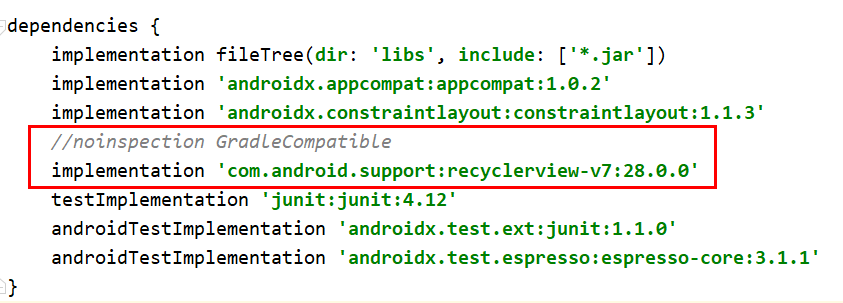 dependencies {
implementation fileTree(dir: 'libs', include: ['*.jar'])
implementation 'androidx.appcompat:appcompat:1.0.2'
implementation 'androidx.constraintlayout:constraintlayout:1.1.3'
//noinspection GradleCompatible
implementation 'com.android.support:recyclerview-v7:28.0.0'
testImplementation 'junit:junit:4.12'
androidTestImplementation 'androidx.test.ext:junit:1.1.0'
androidTestImplementation 'androidx.test.espresso:espresso-core:3.1.1'
}